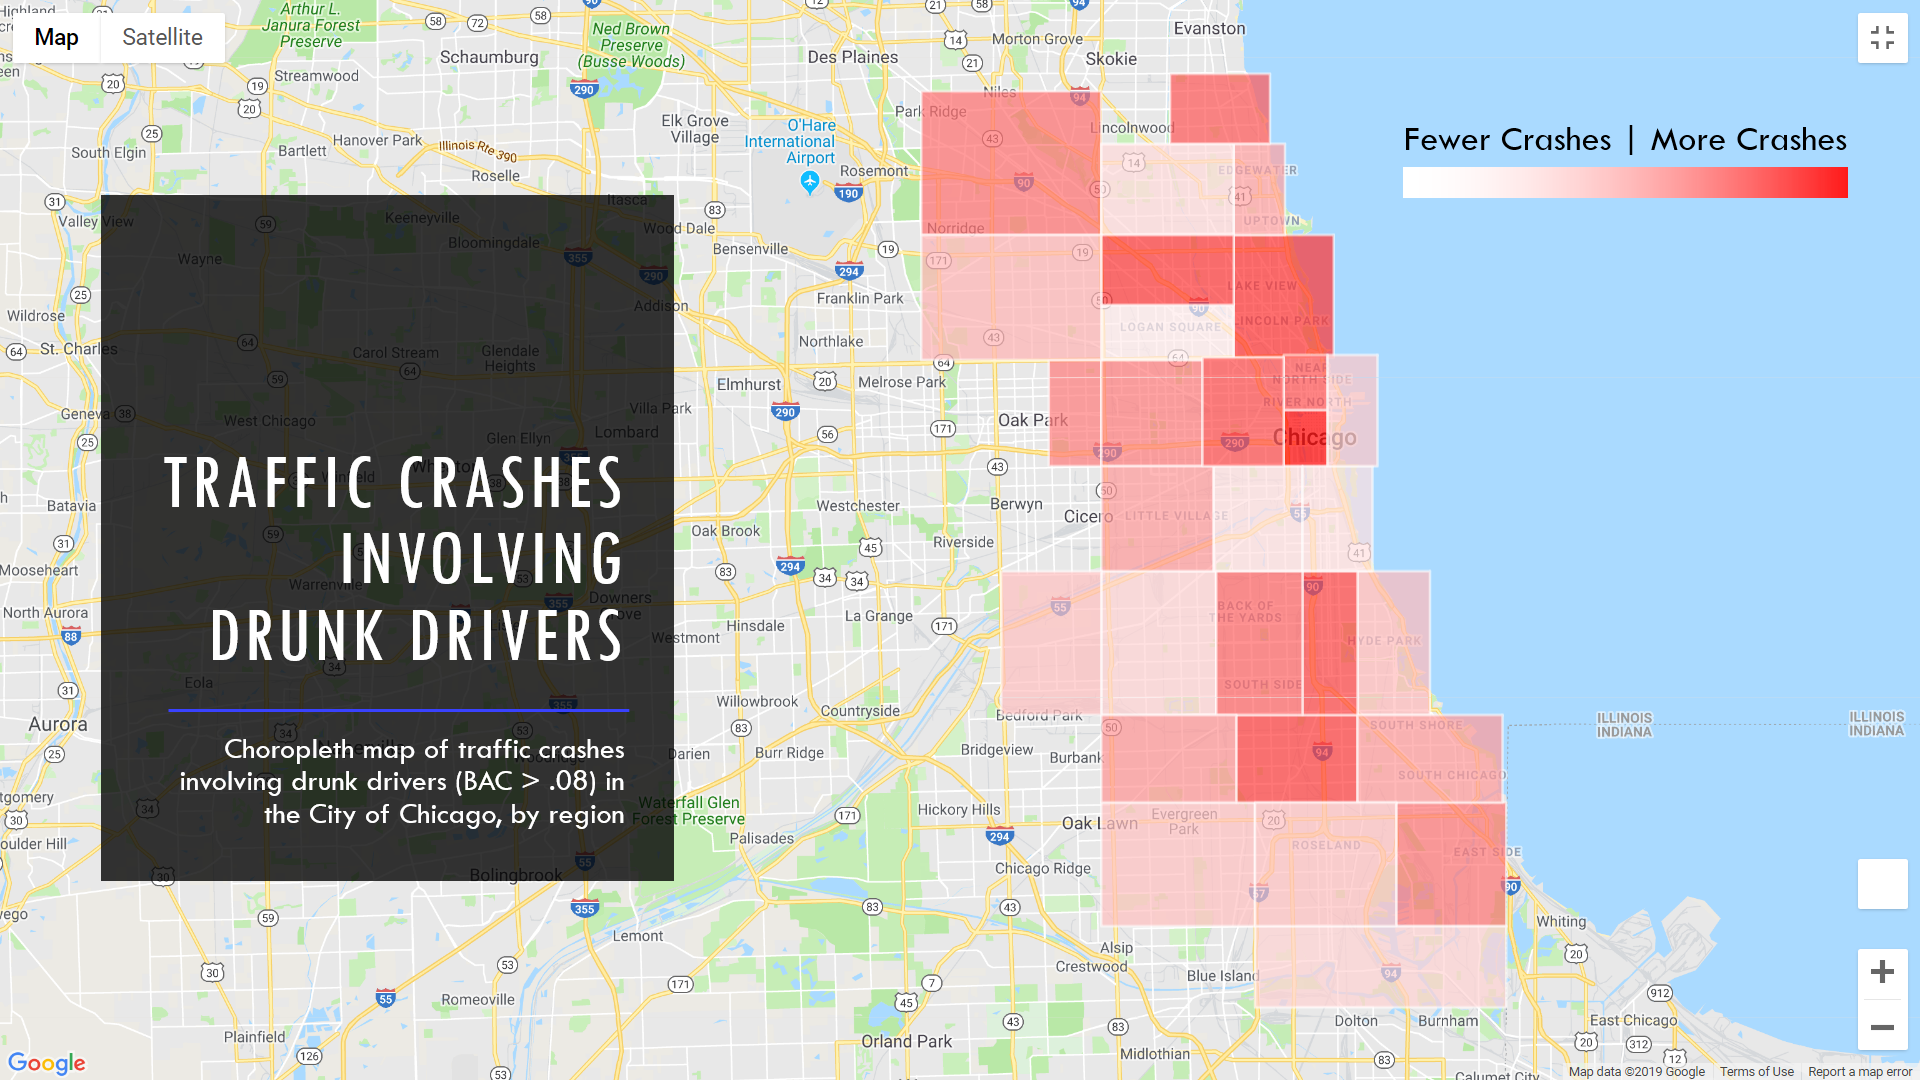 Map
Satellite
Fewer Crashes | More Crashes
TRAFFIC CRASHES
INVOLVING
DRUNK DRIVERS
Choropleth map of traffic crashes
involving drunk drivers (BAC > .08) in
the City of Chicago, by region
Arthur L.
Janura Forest
Preserve
Ned Brown
Preserve
(Busse Woods)
Evanston
Schaumburg
Des Plaines
Morton Grove
Skokie
Streamwood
Niles
Park Ridge
Elk Grove
Village
O'Hare
International
Airport
Lincolnwood
Hanover Park
Illinois Rte 390
South Elgin
Bartlett
Roselle
Rosemont
EDGEWATER
Itasca
Keeneyville
UPTOWN
Valley View
Wood Dale
Norridge
Bloomingdale
Bensenville
Wayne
LAKE VIEW
Addison
Franklin Park
Wildrose
LOGAN SQUARE
LINCOLN PARK
Northlake
St. Charles
Carol Stream
Glendale
Heights
NEAR
NORTH SIDE
Elmhurst
Melrose Park
RIVER NORTH
Villa Park
Geneva
West Chicago
Oak Park
Lombard
Glen Ellyn
Chicago
Wheaton
Winfield
Batavia
Westchester
Berwyn
Cicero
LITTLE VILLAGE
Oak Brook
Riverside
Mooseheart
Warrenville
Downers
Grove
North Aurora
La Grange
BACK OF
THE YARDS
Hinsdale
Westmont
HYDE PARK
Eola
SOUTH SIDE
Willowbrook
Countryside
Bedford Park
Aurora
SOUTH SHORE
ILLINOIS
INDIANA
ILLINOIS
INDIANA
Darien
Burr Ridge
Bridgeview
Burbank
SOUTH CHICAGO
Waterfall Glen
Forest Preserve
Hickory Hills
Oak Lawn
Evergreen
Park
Palisades
ROSELAND
EAST SIDE
Chicago Ridge
Bolingbrook
Whiting
Lemont
Alsip
Crestwood
Blue Island
Romeoville
Dolton
Burnham
East Chicago
Plainfield
Orland Park
Midlothian
Calumet City
Google
Map data ©2019 Google
Terms of Use
Report a map error